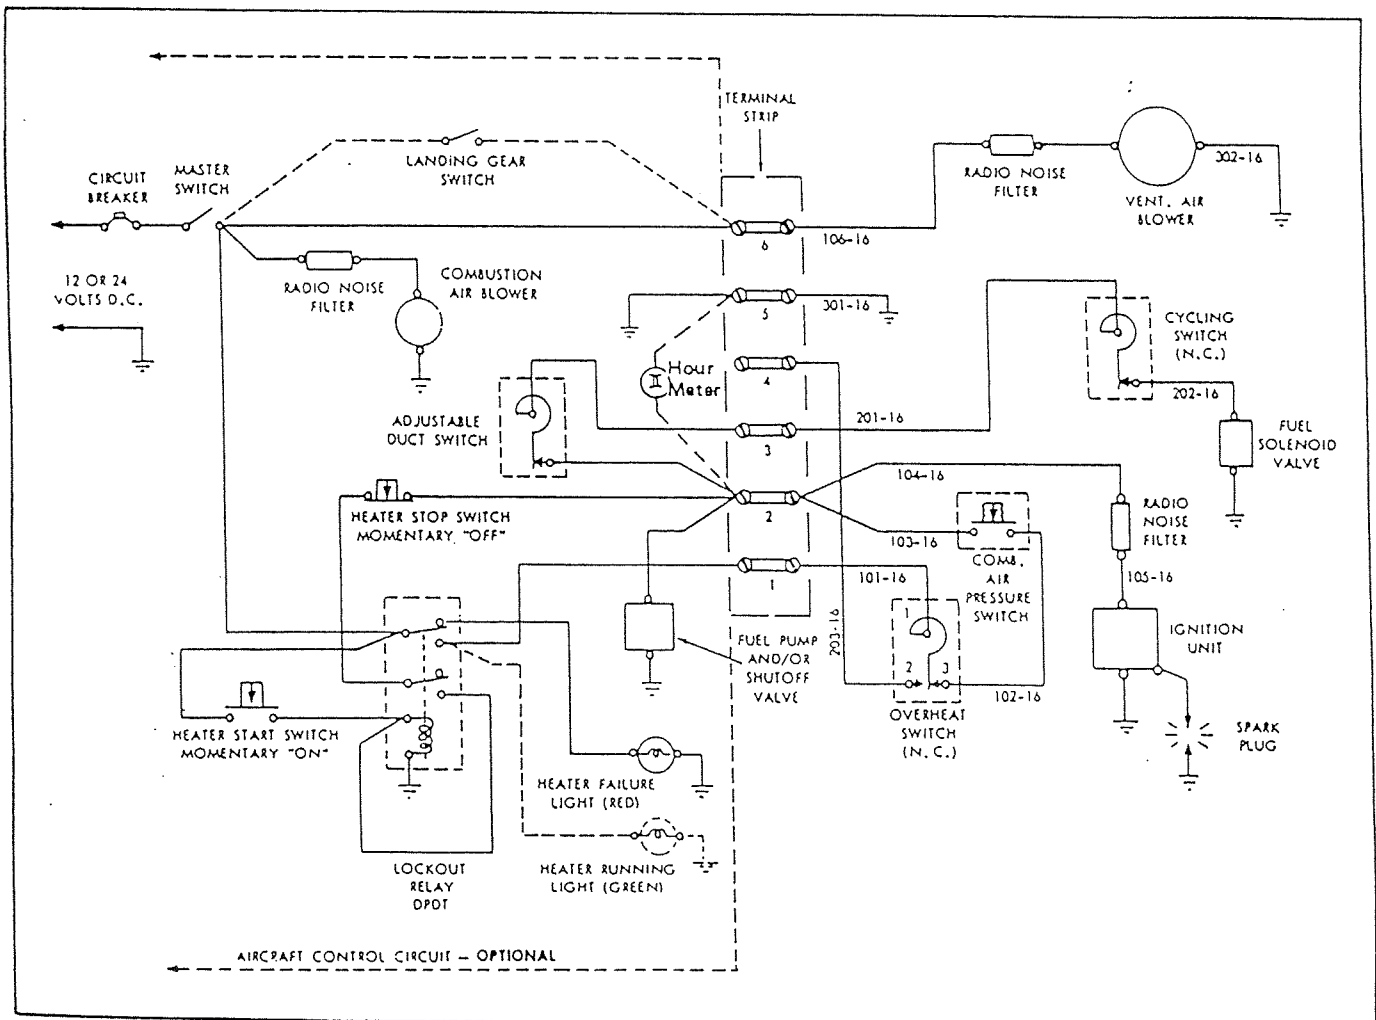 TERMINAL
STRIP
LANDING GEAR
SWITCH
CIRCUIT
BREAKER
MASTER
SWITCH
RADIO NOISE
FILTER
VENT. AIR
BLOWER
302-16
6
106-16
12 OR 24
VOLTS D.C.
RADIO NOISE
FILTER
COMBUSTION
AIR BLOWER
5
301-16
CYCLING
SWITCH
(N.C.)
202-16
Hour
Meter
4
ADJUSTABLE
DUCT SWITCH
3
201-16
FUEL
SOLENOID
VALVE
HEATER STOP SWITCH
MOMENTARY "OFF"
2
104-16
103-16
COMB.
AIR
PRESSURE
SWITCH
RADIO
NOISE
FILTER
105-16
1
101-16
FUEL PUMP
AND/OR
SHUTOFF
VALVE
203-16
1
2
3
102-16
OVERHEAT
SWITCH
(N.C.)
IGNITION
UNIT
SPARK
PLUG
HEATER START SWITCH
MOMENTARY "ON"
HEATER FAILURE
LIGHT (RED)
HEATER RUNNING
LIGHT (GREEN)
LOCKOUT
RELAY
DPDT
AIRCRAFT CONTROL CIRCUIT – OPTIONAL